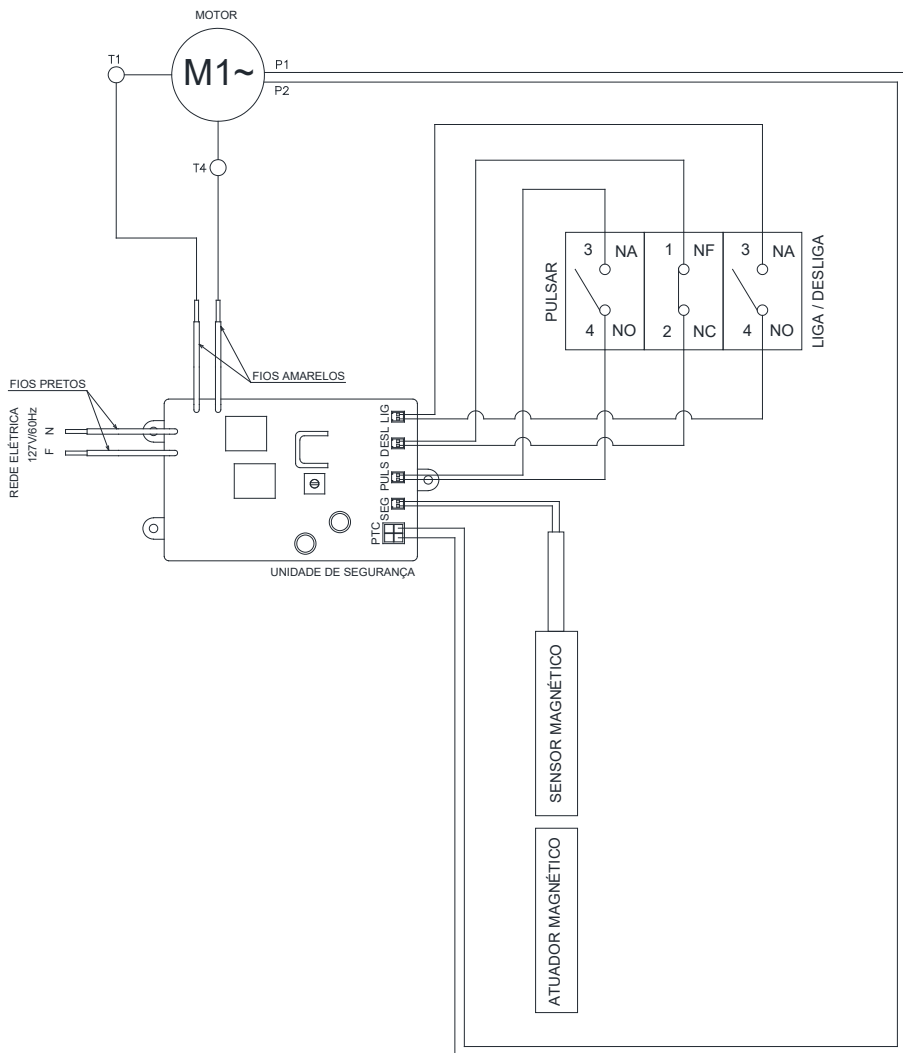 MOTOR
T1
M1~
P1
P2
T4
PULSAR
3 NA
4 NO
1 NF
2 NC
3 NA
4 NO
LIGA / DESLIGA
FIOS AMARELOS
FIOS PRETOS
REDE ELÉTRICA
127V/60Hz
N
F
LIG
DESL
PULS
SEG
PTC
UNIDADE DE SEGURANÇA
SENSOR MAGNÉTICO
ATUADOR MAGNÉTICO